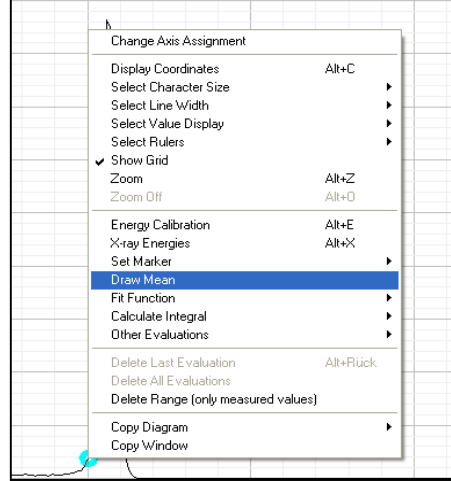 Change Axis Assignment
Display Coordinates Alt+C
Select Character Size
Select Line Width
Select Value Display
Select Rulers
Show Grid
Zoom Alt+Z
Zoom Off Alt+O
Energy Calibration Alt+E
X-ray Energies Alt+X
Set Marker
Draw Mean
Fit Function
Calculate Integral
Other Evaluations
Delete Last Evaluation Alt+Rück
Delete All Evaluations
Delete Range (only measured values)
Copy Diagram
Copy Window